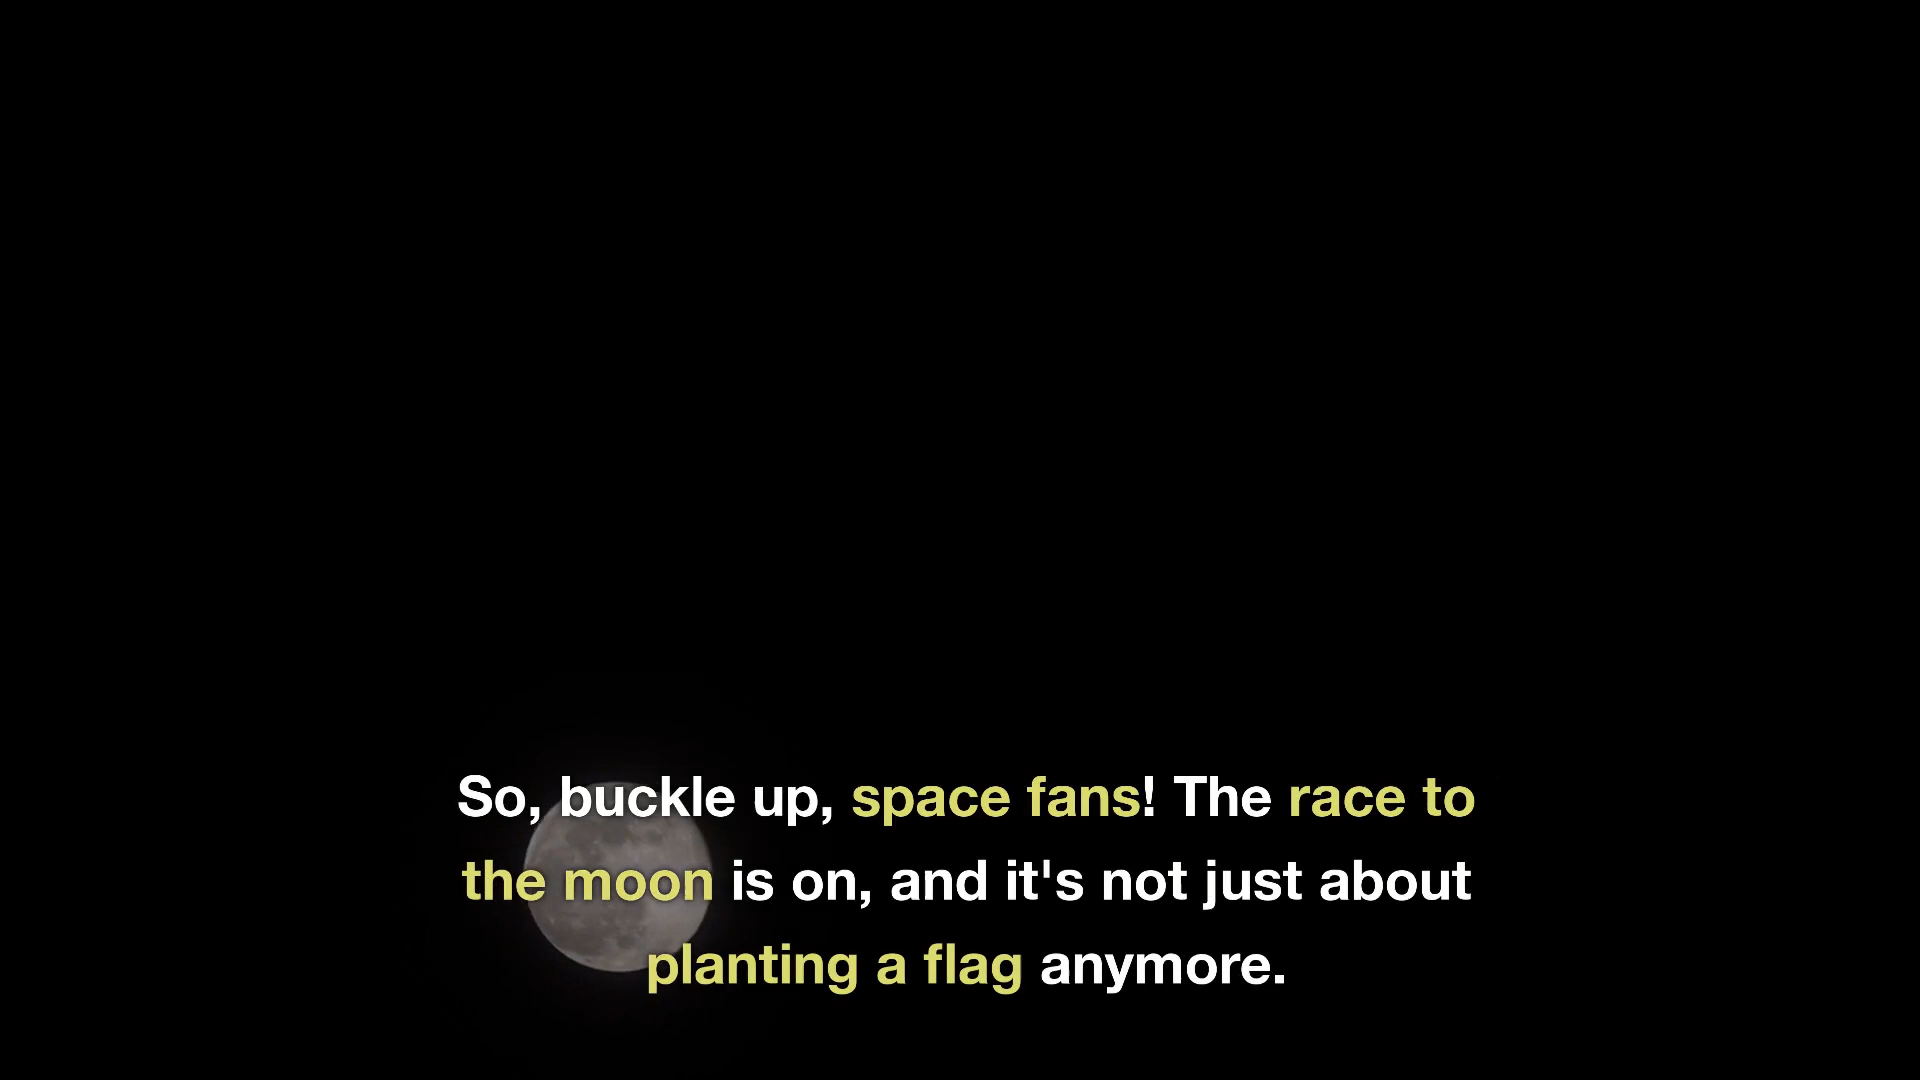 So, buckle up, space fans! The race to
the moon is on, and it's not just about
planting a flag anymore.